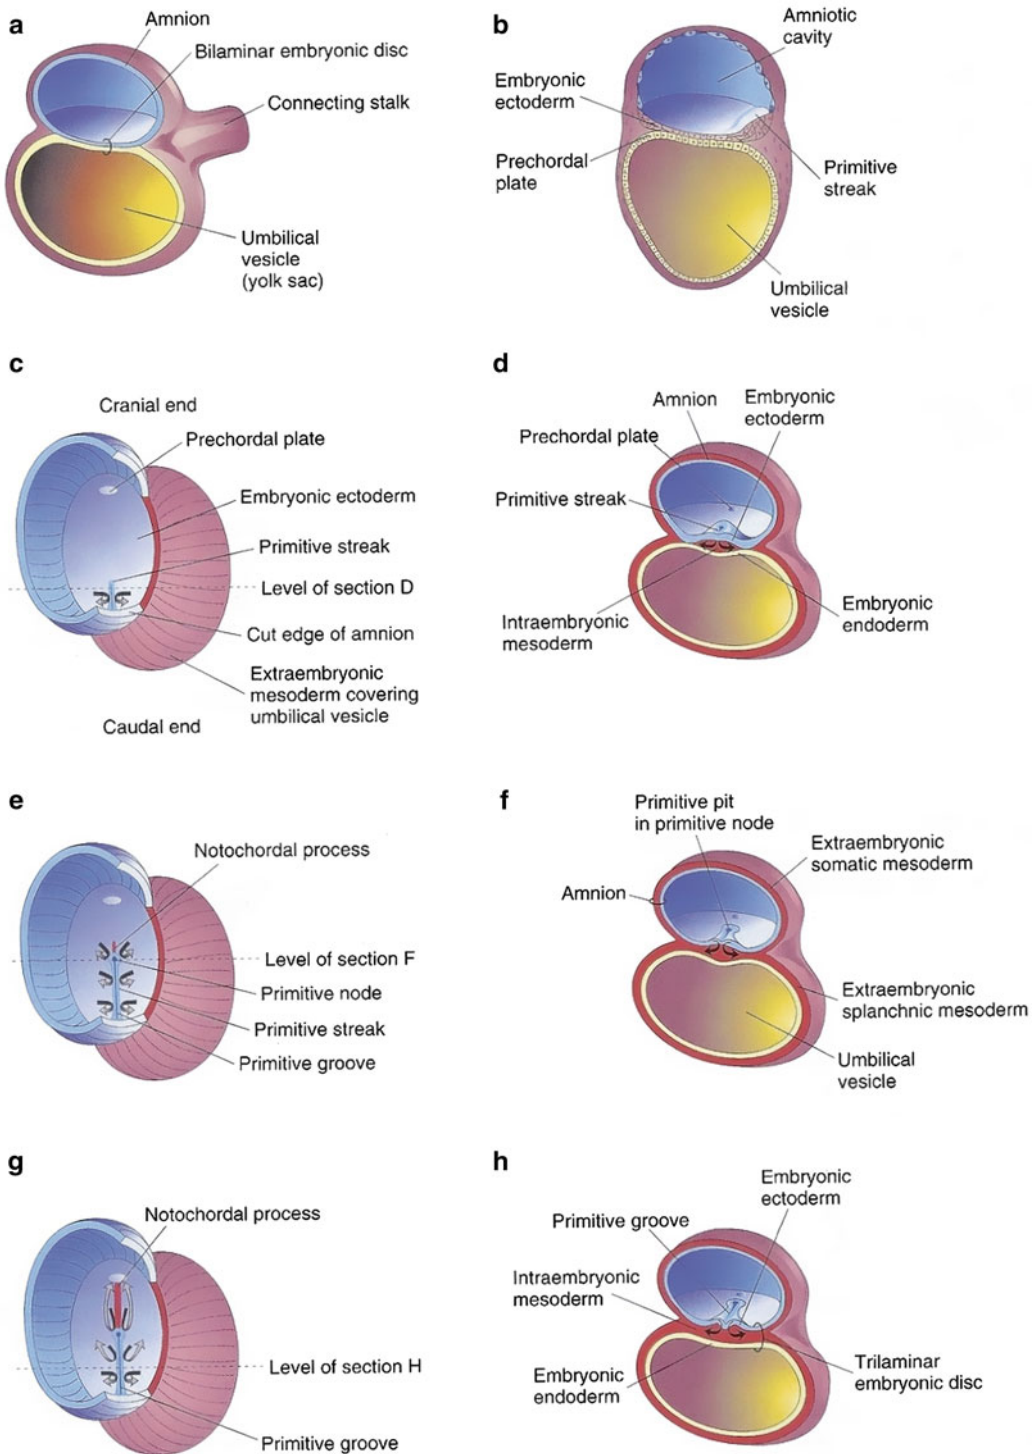 a
Amnion
Bilaminar embryonic disc
Connecting stalk
Umbilical
vesicle
(yolk sac)
b
Amniotic
cavity
Embryonic
ectoderm
Prechordal
plate
Primitive
streak
Umbilical
vesicle
c
Cranial end
Prechordal plate
Embryonic ectoderm
Primitive streak
Level of section D
Cut edge of amnion
Extraembryonic
mesoderm covering
umbilical vesicle
Caudal end
d
Amnion
Embryonic
ectoderm
Prechordal plate
Primitive streak
Intraembryonic
mesoderm
Embryonic
endoderm
e
Notochordal process
Level of section F
Primitive node
Primitive streak
Primitive groove
f
Primitive pit
in primitive node
Extraembryonic
somatic mesoderm
Amnion
Extraembryonic
splanchnic mesoderm
Umbilical
vesicle
g
Notochordal process
Level of section H
Primitive groove
h
Embryonic
ectoderm
Primitive groove
Intraembryonic
mesoderm
Embryonic
endoderm
Trilaminar
embryonic disc